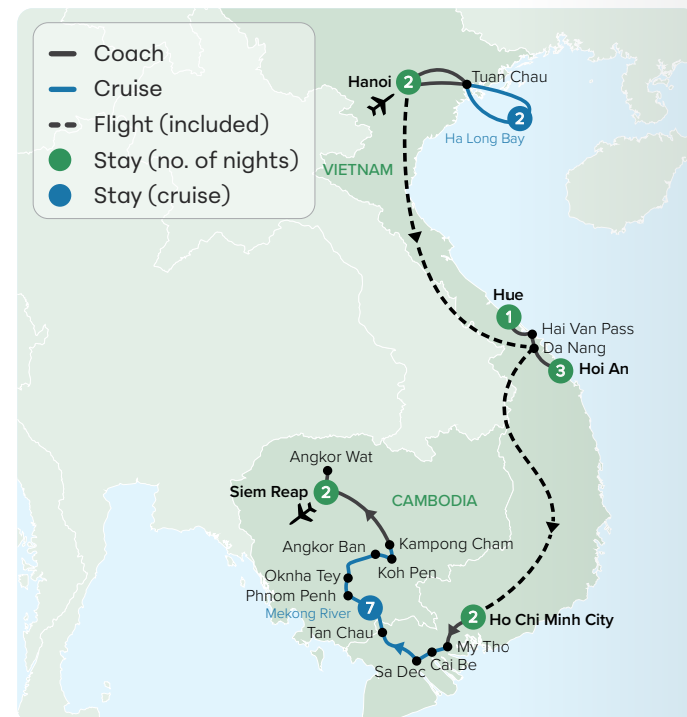 Coach
Cruise
Flight (included)
Stay (no. of nights)
Stay (cruise)
Hanoi
2
Tuan Chau
2
Ha Long Bay
VIETNAM
Hue
1
Hai Van Pass
Da Nang
3
Hoi An
Angkor Wat
Siem Reap
2
CAMBODIA
Angkor Ban
Kampong Cham
Koh Pen
Oknha Tey
Phnom Penh
Mekong River
7
2
Ho Chi Minh City
Tan Chau
My Tho
Cai Be
Sa Dec